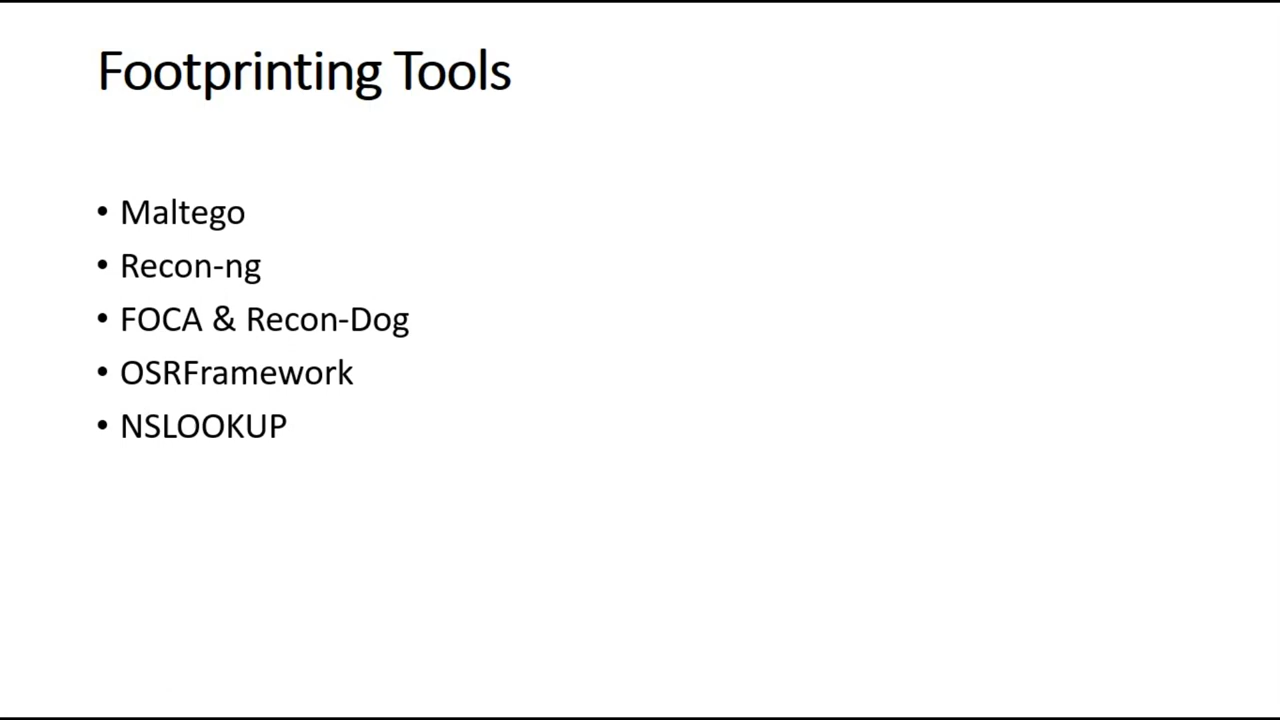 Footprinting Tools
• Maltego
• Recon-ng
• FOCA & Recon-Dog
• OSRFramework
• NSLOOKUP